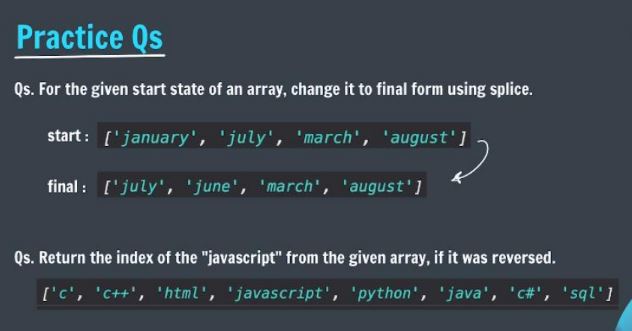 Practice Qs
Qs. For the given start state of an array, change it to final form using splice.
start : ['january', 'july', 'march', 'august']
final : ['july', 'june', 'march', 'august']
Qs. Return the index of the "javascript" from the given array, if it was reversed.
['c', 'c++', 'html', 'javascript', 'python', 'java', 'c#', 'sql']